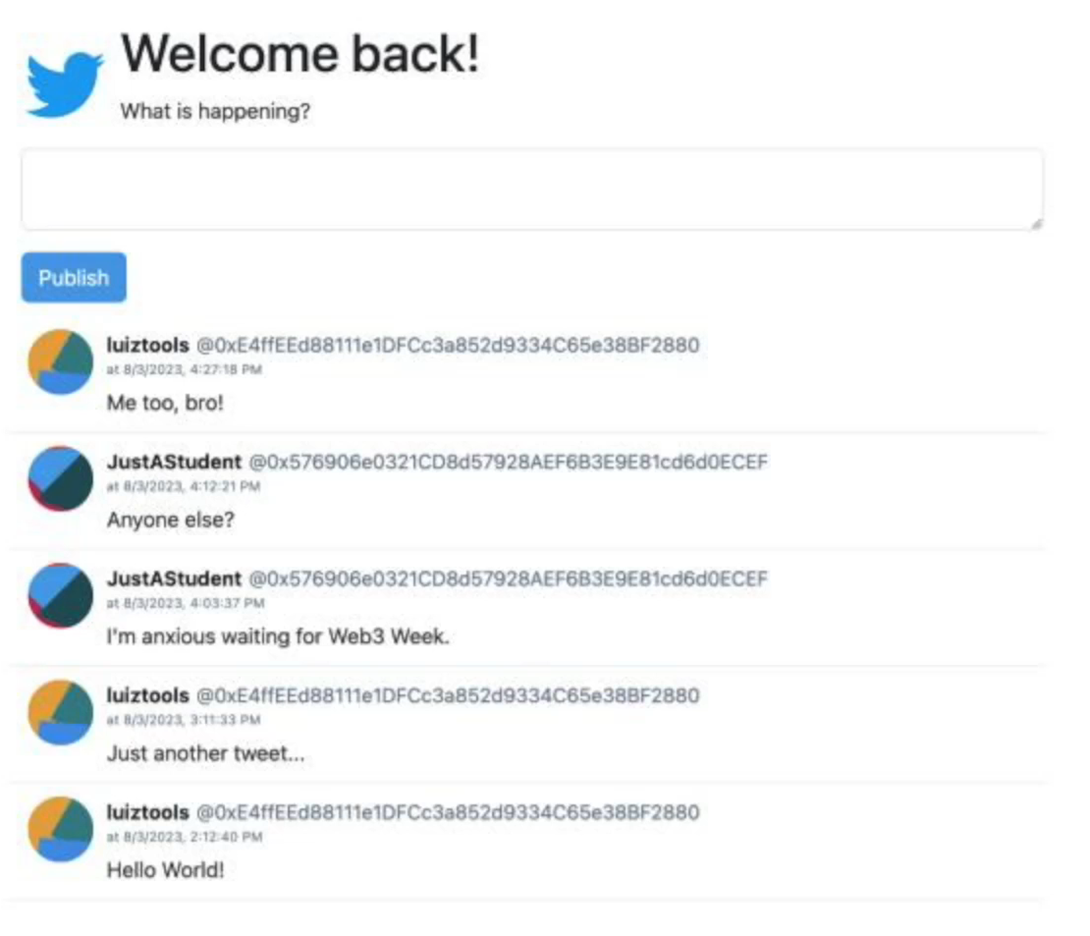 Welcome back!
What is happening?
Publish
luiztools @0xE4ffEEd88111e1DFCc3a852d9334C65e38BF2880
at 8/3/2023, 4:27:18 PM
Me too, bro!
JustAStudent @0x576906e0321CD8d57928AEF6B3E9E81cd6d0ECEF
at 8/3/2023, 4:12:21 PM
Anyone else?
JustAStudent @0x576906e0321CD8d57928AEF6B3E9E81cd6d0ECEF
at 8/3/2023, 4:03:37 PM
I'm anxious waiting for Web3 Week.
luiztools @0xE4ffEEd88111e1DFCc3a852d9334C65e38BF2880
at 8/3/2023, 3:11:33 PM
Just another tweet...
luiztools @0xE4ffEEd88111e1DFCc3a852d9334C65e38BF2880
at 8/3/2023, 2:12:40 PM
Hello World!